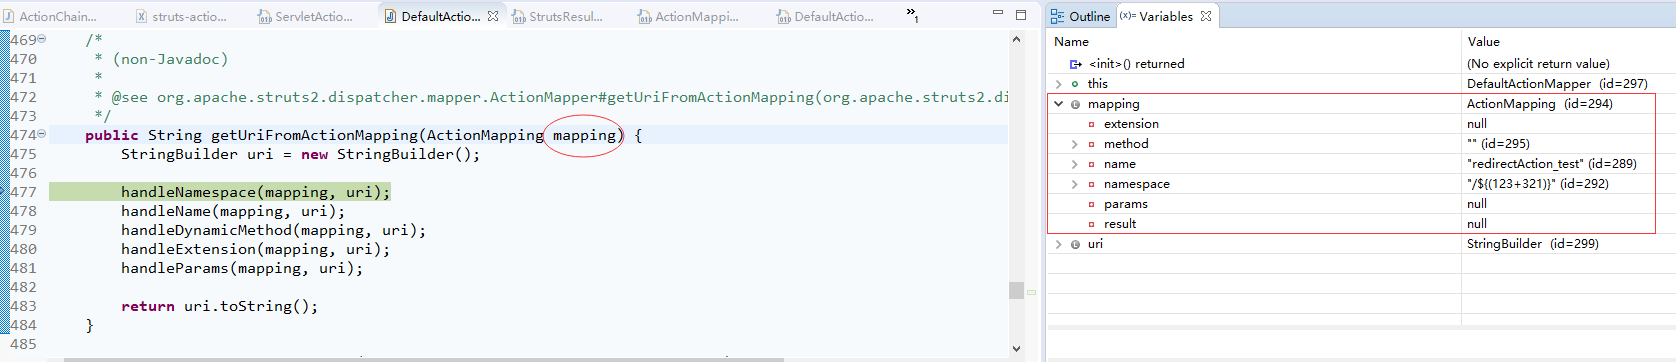 ActionChain...
struts-actio...
ServletActio...
DefaultActio...
StrutsResul...
ActionMappi...
DefaultActio...
»1
469 /*
470 * (non-Javadoc)
471 *
472 * @see org.apache.struts2.dispatcher.mapper.ActionMapper#getUriFromActionMapping(org.apache.struts2.di
473 */
474 public String getUriFromActionMapping(ActionMapping mapping) {
475 StringBuilder uri = new StringBuilder();
476
477 handleNamespace(mapping, uri);
478 handleName(mapping, uri);
479 handleDynamicMethod(mapping, uri);
480 handleExtension(mapping, uri);
481 handleParams(mapping, uri);
482
483 return uri.toString();
484 }
485
Outline (x)= Variables
Name Value
<init>() returned (No explicit return value)
this DefaultActionMapper (id=297)
mapping ActionMapping (id=294)
extension null
method "" (id=295)
name "redirectAction_test" (id=289)
namespace "/${(123+321)}" (id=292)
params null
result null
uri StringBuilder (id=299)